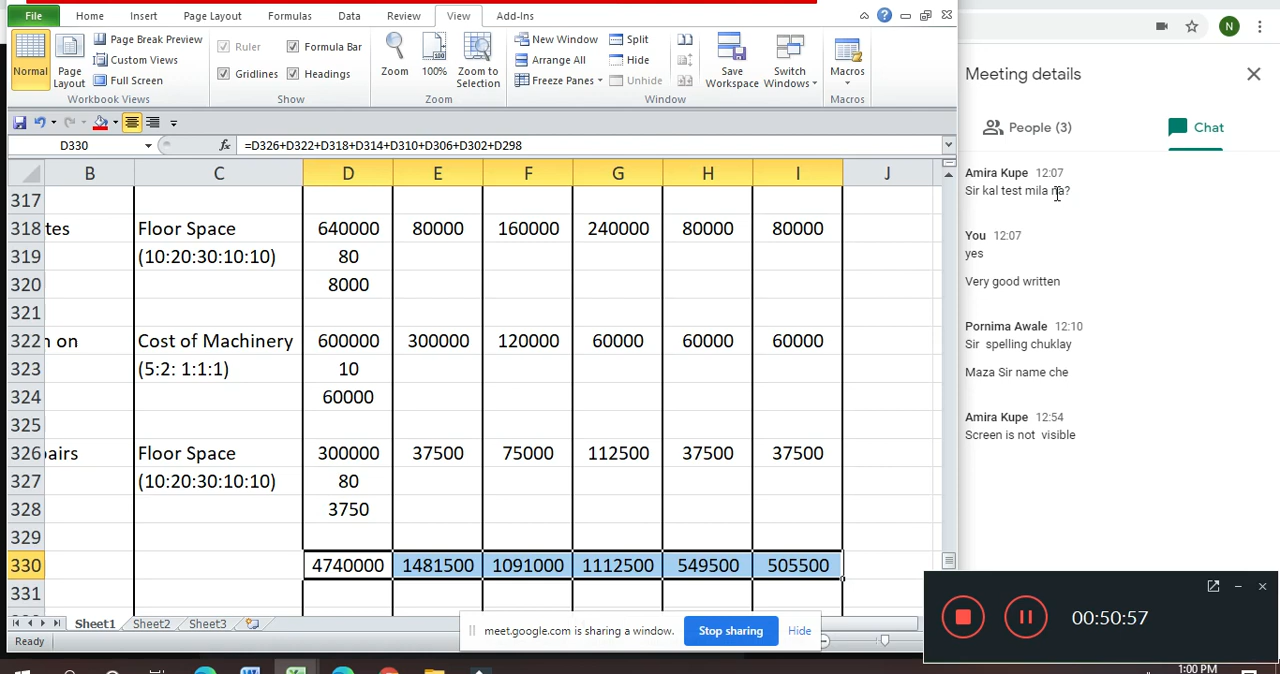 File Home Insert Page Layout Formulas Data Review View Add-Ins
Normal
Page Layout
Page Break Preview
Custom Views
Full Screen
Workbook Views
Ruler
Formula Bar
Gridlines
Headings
Show
Zoom
100%
Zoom to Selection
Zoom
New Window
Arrange All
Freeze Panes
Split
Hide
Unhide
Save Workspace
Switch Windows
Window
Macros
Macros
D330 fx =D326+D322+D318+D314+D310+D306+D302+D298
B C D E F G H I J
317
318 tes Floor Space 640000 80000 160000 240000 80000 80000
319 (10:20:30:10:10) 80
320 8000
321
322 n on Cost of Machinery 600000 300000 120000 60000 60000 60000
323 (5:2: 1:1:1) 10
324 60000
325
326 airs Floor Space 300000 37500 75000 112500 37500 37500
327 (10:20:30:10:10) 80
328 3750
329
330 4740000 1481500 1091000 1112500 549500 505500
331
Sheet1 Sheet2 Sheet3
Ready
meet.google.com is sharing a window. Stop sharing Hide
N
Meeting details
People (3) Chat
Amira Kupe 12:07
Sir kal test mila na?
You 12:07
yes
Very good written
Pornima Awale 12:10
Sir spelling chuklay
Maza Sir name che
Amira Kupe 12:54
Screen is not visible
00:50:57
1:00 PM